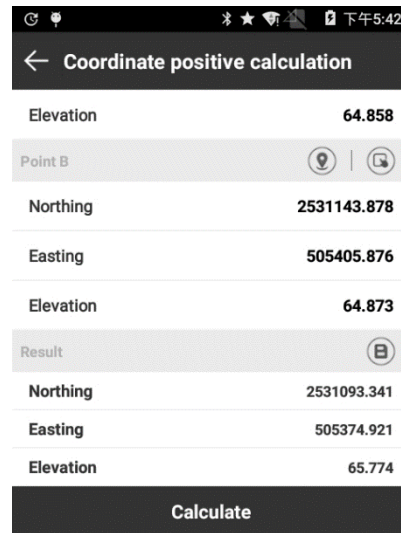 下午5:42
Coordinate positive calculation
Elevation 64.858
Point B
Northing 2531143.878
Easting 505405.876
Elevation 64.873
Result
Northing 2531093.341
Easting 505374.921
Elevation 65.774
Calculate